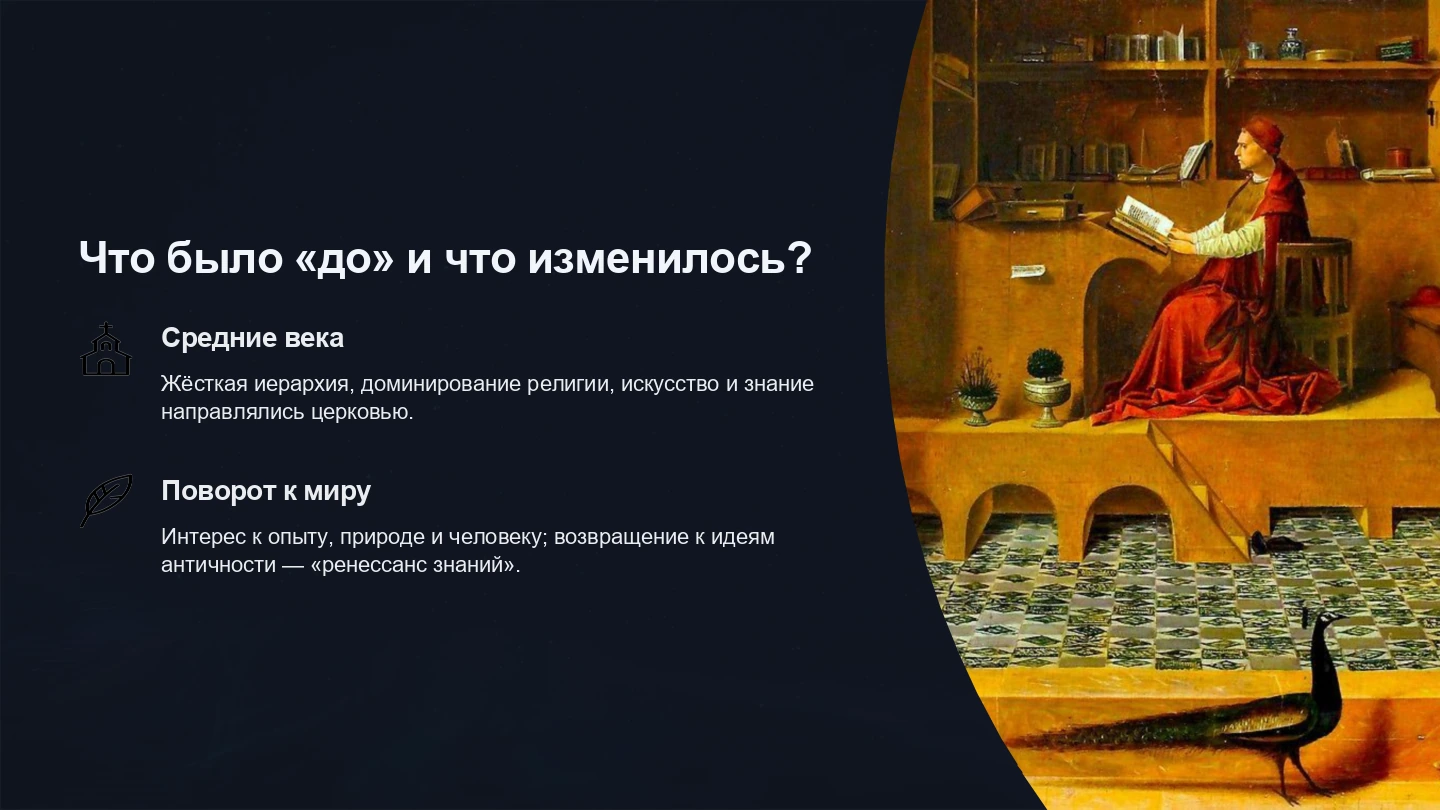 Что было «до» и что изменилось?
Средние века
Жёсткая иерархия, доминирование религии, искусство и знание
направлялись церковью.
Поворот к миру
Интерес к опыту, природе и человеку; возвращение к идеям
античности — «ренессанс знаний».